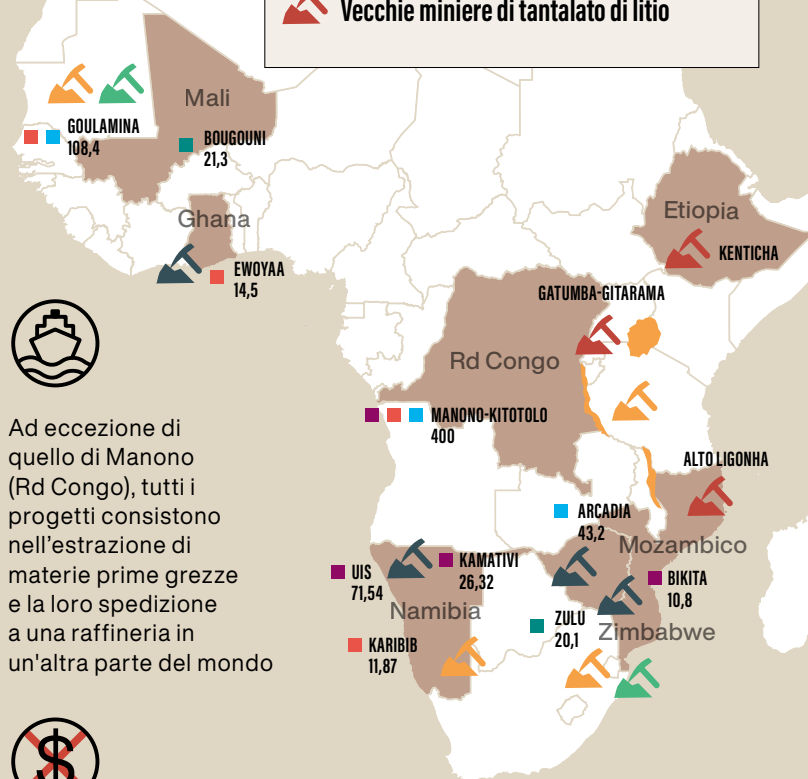 Vecchie miniere di tantalato di litio
Mali
GOULAMINA
108,4
BOUGOUNI
21,3
Ghana
EWOYAA
14,5
Etiopia
KENTICHA
GATUMBA-GITARAMA
Rd Congo
MANONO-KITOTOLO
400
Ad eccezione di
quello di Manono
(Rd Congo), tutti i
progetti consistono
nell'estrazione di
materie prime grezze
e la loro spedizione
a una raffineria in
un'altra parte del mondo
ALTO LIGONHA
ARCADIA
43,2
Mozambico
KAMATIVI
26,32
UIS
71,54
BIKITA
10,8
Namibia
ZULU
20,1
Zimbabwe
KARIBIB
11,87
$